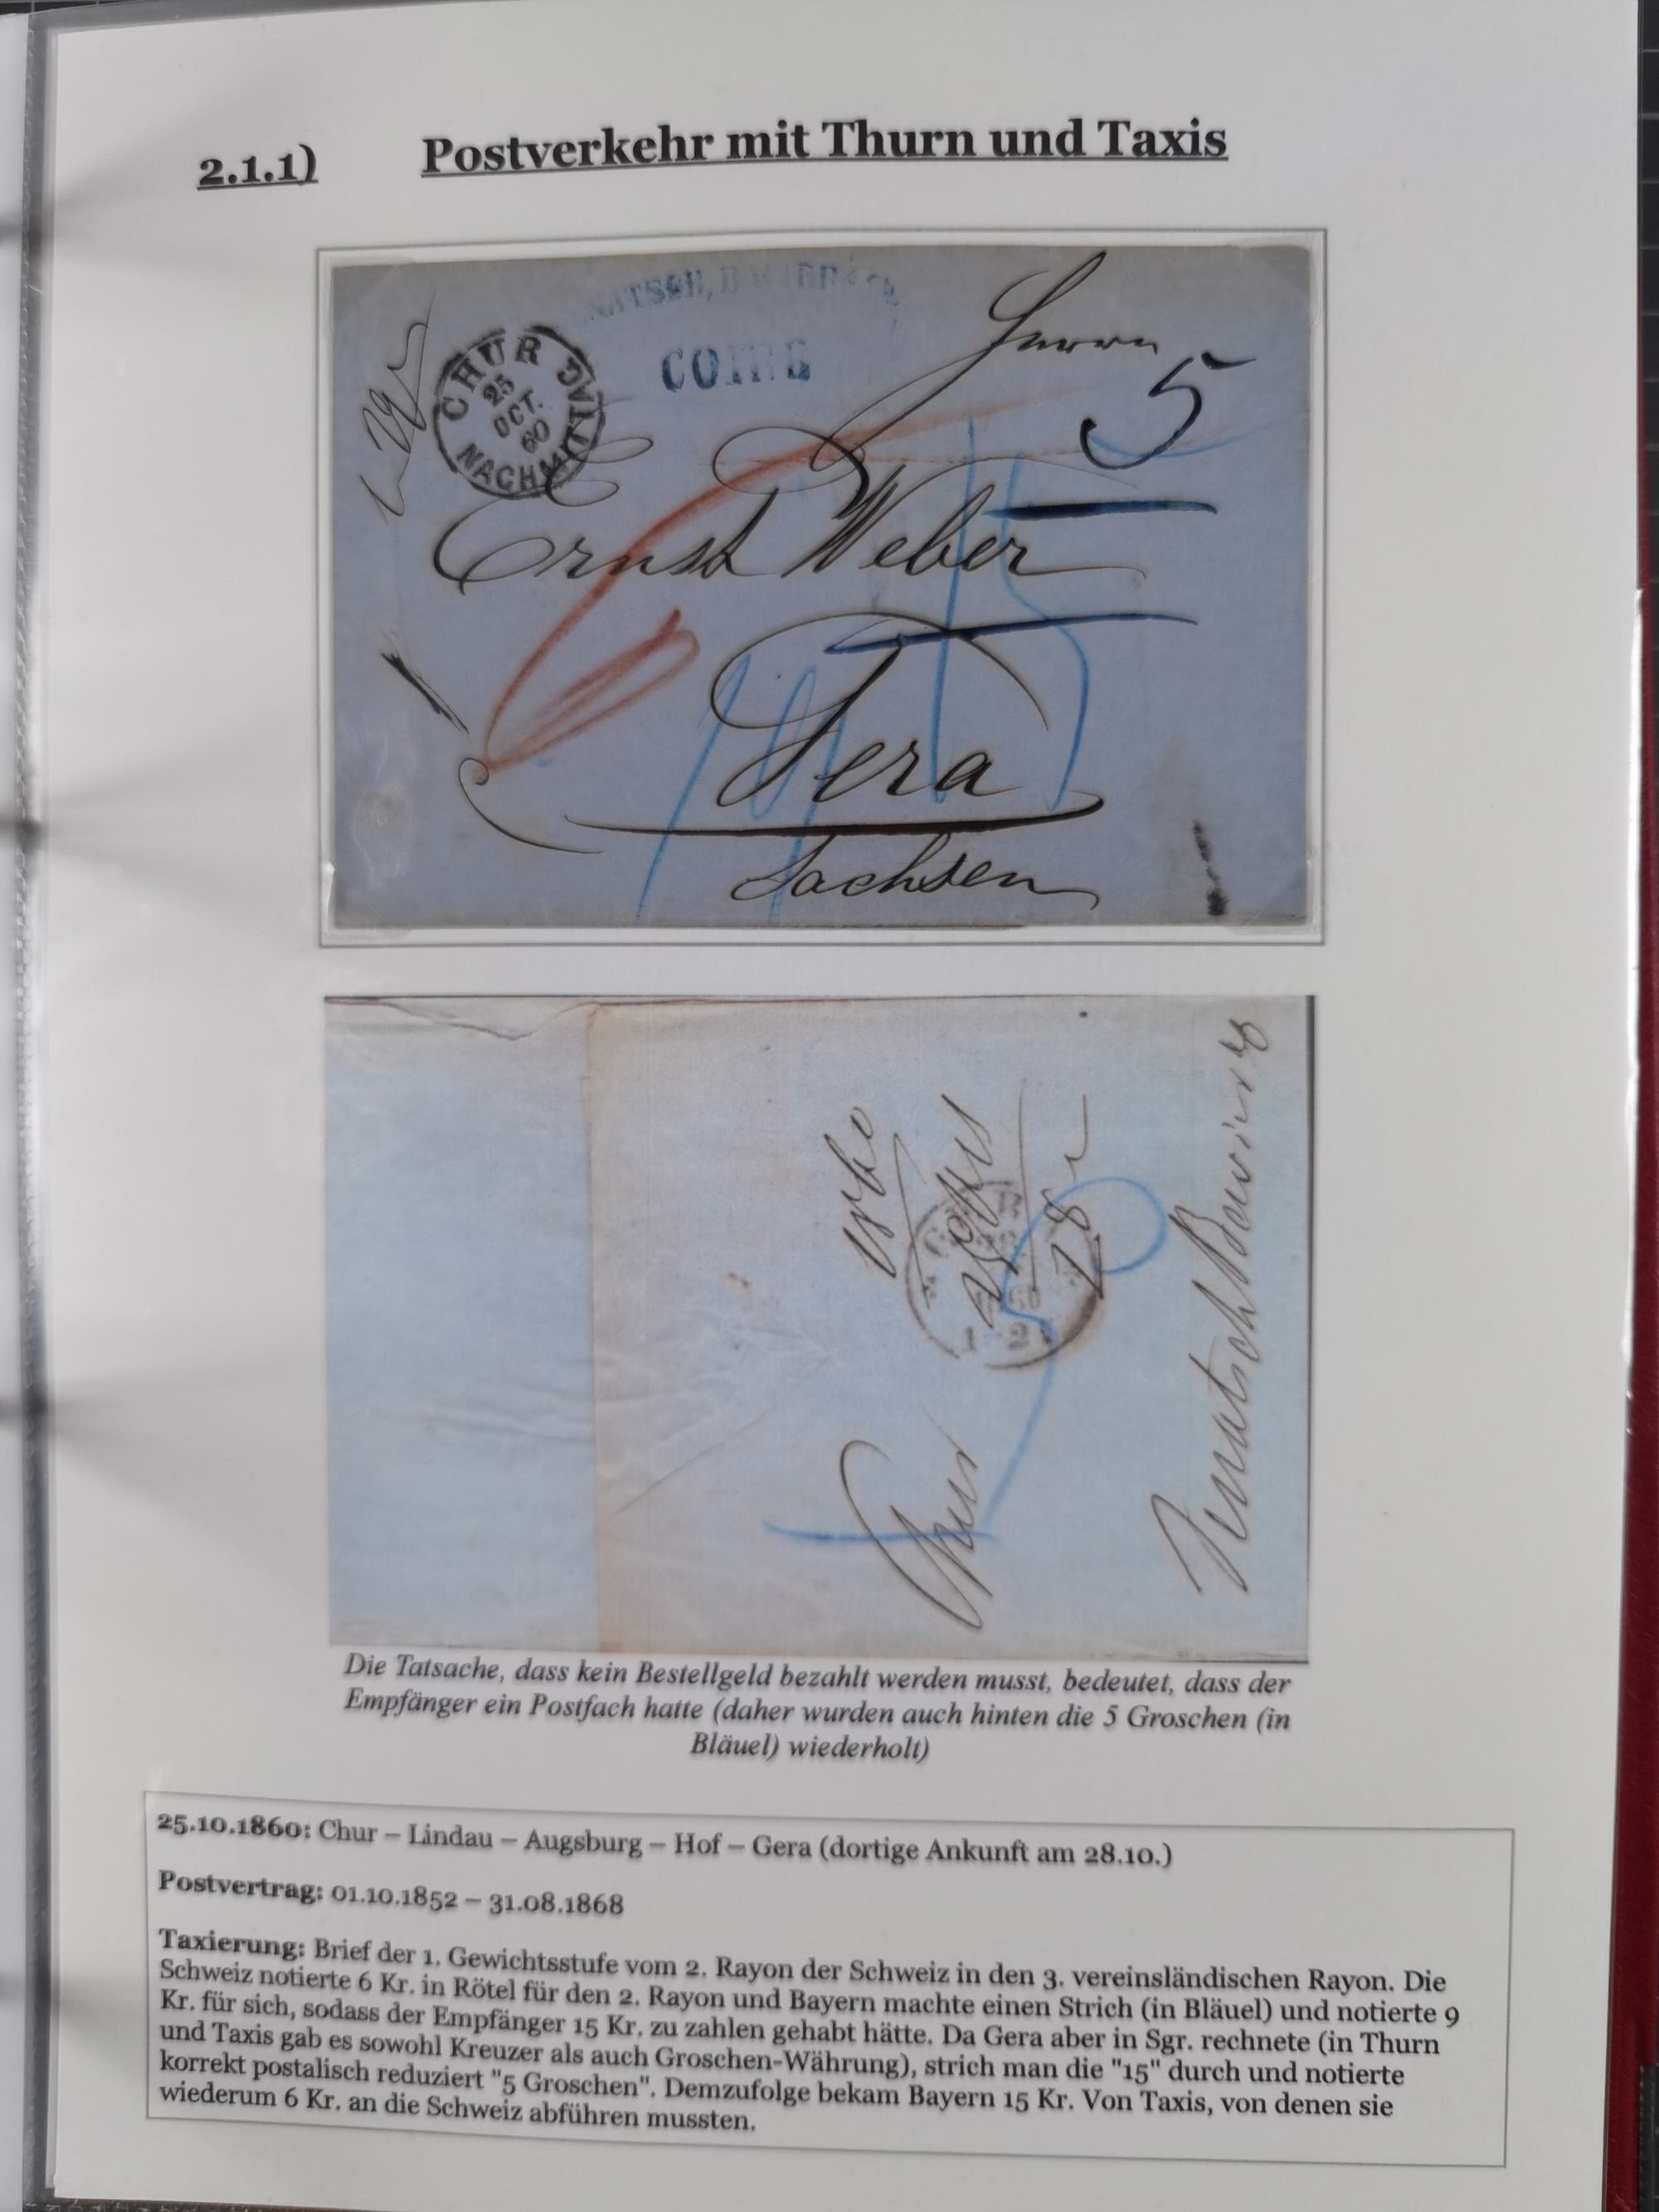 2.1.1) Postverkehr mit Thurn und Taxis
COIRE
Herrn
CHUR
25
OCT.
60
NACHMITTAG
5
Ernst Weber
6
15
Gera
Sachsen
1860
Chur
Die Tatsache, dass kein Bestellgeld bezahlt werden musst, bedeutet, dass der
Empfänger ein Postfach hatte (daher wurden auch hinten die 5 Groschen (in
Bläuel) wiederholt)
25.10.1860: Chur – Lindau – Augsburg – Hof – Gera (dortige Ankunft am 28.10.)
Postvertrag: 01.10.1852 – 31.08.1868
Taxierung: Brief der 1. Gewichtsstufe vom 2. Rayon der Schweiz in den 3. vereinsländischen Rayon. Die
Schweiz notierte 6 Kr. in Rötel für den 2. Rayon und Bayern machte einen Strich (in Bläuel) und notierte 9
Kr. für sich, sodass der Empfänger 15 Kr. zu zahlen gehabt hätte. Da Gera aber in Sgr. rechnete (in Thurn
und Taxis gab es sowohl Kreuzer als auch Groschen-Währung), strich man die "15" durch und notierte
korrekt postalisch reduziert "5 Groschen". Demzufolge bekam Bayern 15 Kr. Von Taxis, von denen sie
wiederum 6 Kr. an die Schweiz abführen mussten.